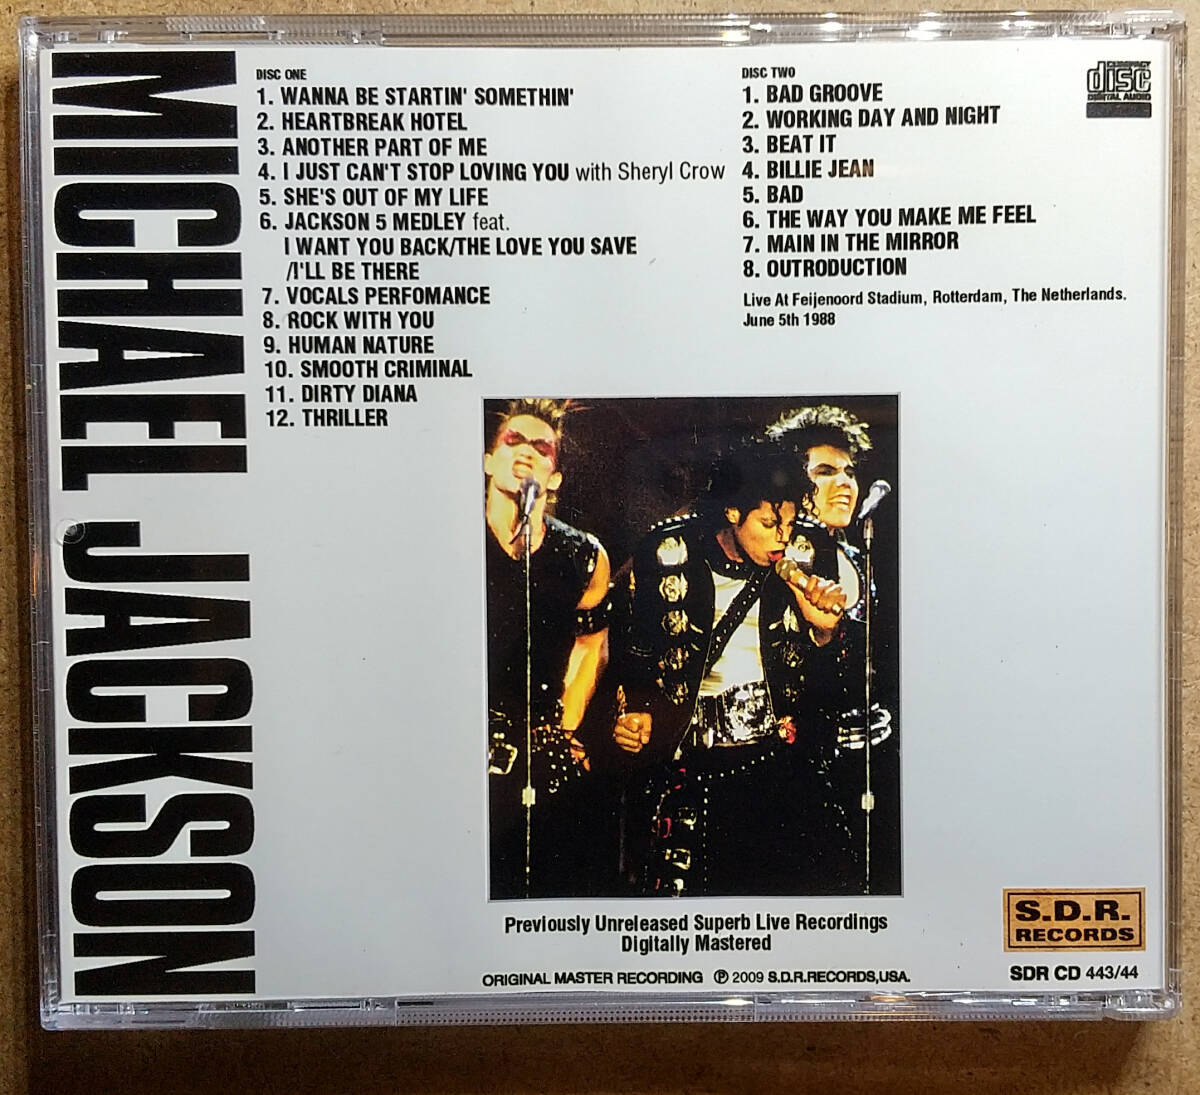 MICHAEL JACKSON
DISC ONE
1. WANNA BE STARTIN' SOMETHIN'
2. HEARTBREAK HOTEL
3. ANOTHER PART OF ME
4. I JUST CAN'T STOP LOVING YOU with Sheryl Crow
5. SHE'S OUT OF MY LIFE
6. JACKSON 5 MEDLEY feat.
I WANT YOU BACK/THE LOVE YOU SAVE
/I'LL BE THERE
7. VOCALS PERFOMANCE
8. ROCK WITH YOU
9. HUMAN NATURE
10. SMOOTH CRIMINAL
11. DIRTY DIANA
12. THRILLER
DISC TWO
1. BAD GROOVE
2. WORKING DAY AND NIGHT
3. BEAT IT
4. BILLIE JEAN
5. BAD
6. THE WAY YOU MAKE ME FEEL
7. MAIN IN THE MIRROR
8. OUTRODUCTION
Live At Feijenoord Stadium, Rotterdam, The Netherlands.
June 5th 1988
COMPACT
disc
DIGITAL AUDIO
Previously Unreleased Superb Live Recordings
Digitally Mastered
ORIGINAL MASTER RECORDING ℗ 2009 S.D.R.RECORDS,USA.
S.D.R.
RECORDS
SDR CD 443/44